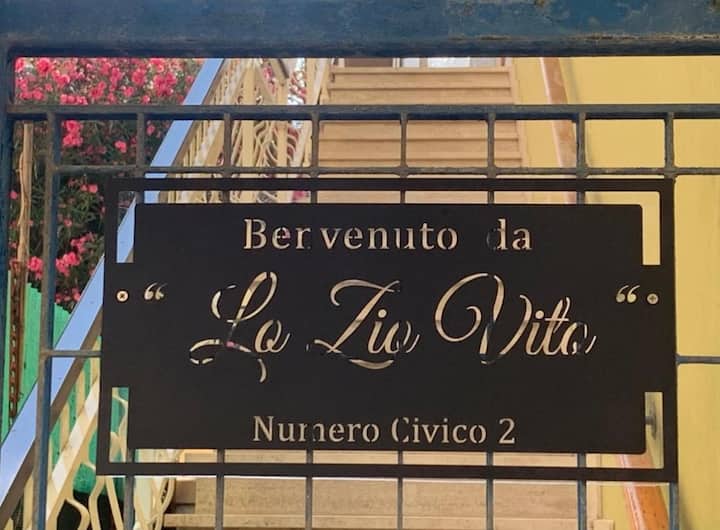 Benvenuto da
“ Lo Zio Vito “
Numero Civico 2